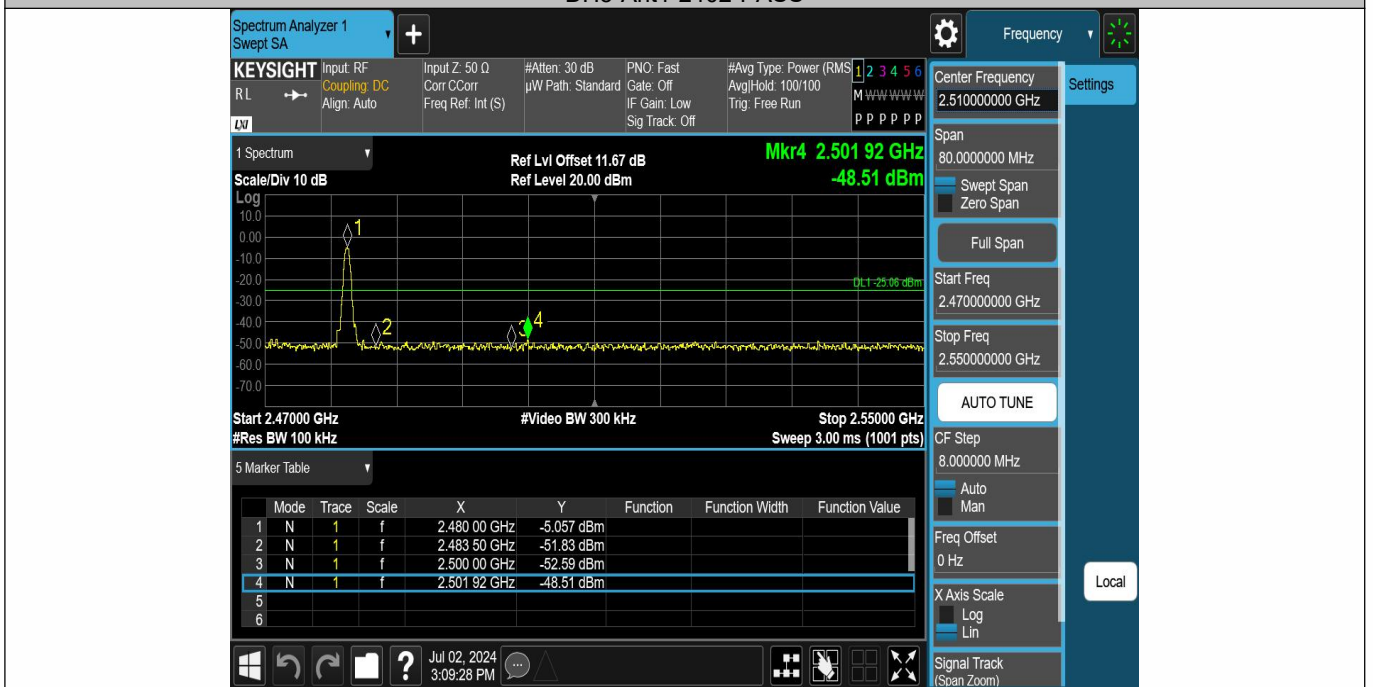 Spectrum Analyzer 1
Swept SA
+
Frequency
KEYSIGHT
RL
LXI
Input: RF
Coupling: DC
Align: Auto
Input Z: 50 Ω
Corr CCorr
Freq Ref: Int (S)
#Atten: 30 dB
µW Path: Standard
PNO: Fast
Gate: Off
IF Gain: Low
Sig Track: Off
#Avg Type: Power (RMS
Avg|Hold: 100/100
Trig: Free Run
1 2 3 4 5 6
M W W W W W
P P P P P P
1 Spectrum
Scale/Div 10 dB
Ref Lvl Offset 11.67 dB
Ref Level 20.00 dBm
Mkr4 2.501 92 GHz
-48.51 dBm
Log
10.0
0.00
-10.0
-20.0
-30.0
-40.0
-50.0
-60.0
-70.0
1
2
3
4
DL1 -25.06 dBm
Start 2.47000 GHz
#Video BW 300 kHz
Stop 2.55000 GHz
#Res BW 100 kHz
Sweep 3.00 ms (1001 pts)
5 Marker Table
Mode Trace Scale X Y Function Function Width Function Value
1 N 1 f 2.480 00 GHz -5.057 dBm
2 N 1 f 2.483 50 GHz -51.83 dBm
3 N 1 f 2.500 00 GHz -52.59 dBm
4 N 1 f 2.501 92 GHz -48.51 dBm
5
6
?
Jul 02, 2024
3:09:28 PM
Center Frequency
2.510000000 GHz
Settings
Span
80.0000000 MHz
Swept Span
Zero Span
Full Span
Start Freq
2.470000000 GHz
Stop Freq
2.550000000 GHz
AUTO TUNE
CF Step
8.000000 MHz
Auto
Man
Freq Offset
0 Hz
Local
X Axis Scale
Log
Lin
Signal Track
(Span Zoom)